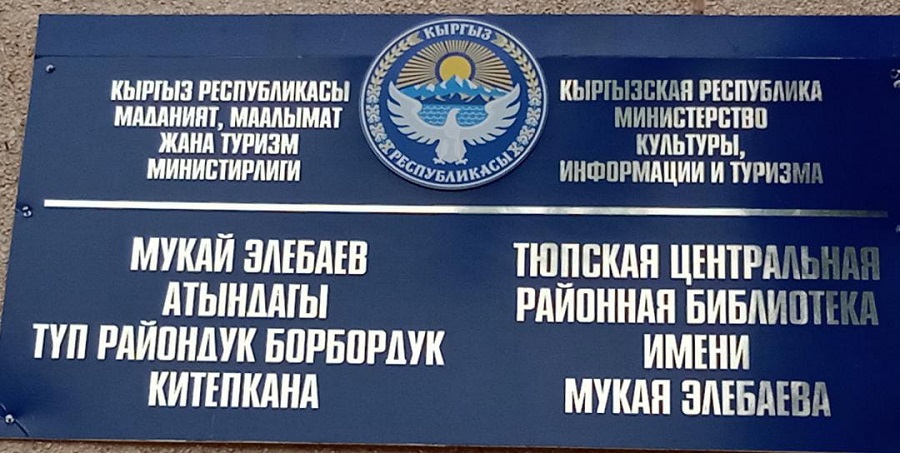 КЫРГЫЗ
РЕСПУБЛИКАСЫ
КЫРГЫЗ РЕСПУБЛИКАСЫ
МАДАНИЯТ, МААЛЫМАТ
ЖАНА ТУРИЗМ
МИНИСТИРЛИГИ
КЫРГЫЗСКАЯ РЕСПУБЛИКА
МИНИСТЕРСТВО
КУЛЬТУРЫ,
ИНФОРМАЦИИ И ТУРИЗМА
МУКАЙ ЭЛЕБАЕВ
АТЫНДАГЫ
ТУП РАЙОНДУК БОРБОРДУК
КИТЕПКАНА
ТЮПСКАЯ ЦЕНТРАЛЬНАЯ
РАЙОННАЯ БИБЛИОТЕКА
ИМЕНИ
МУКАЯ ЭЛЕБАЕВА